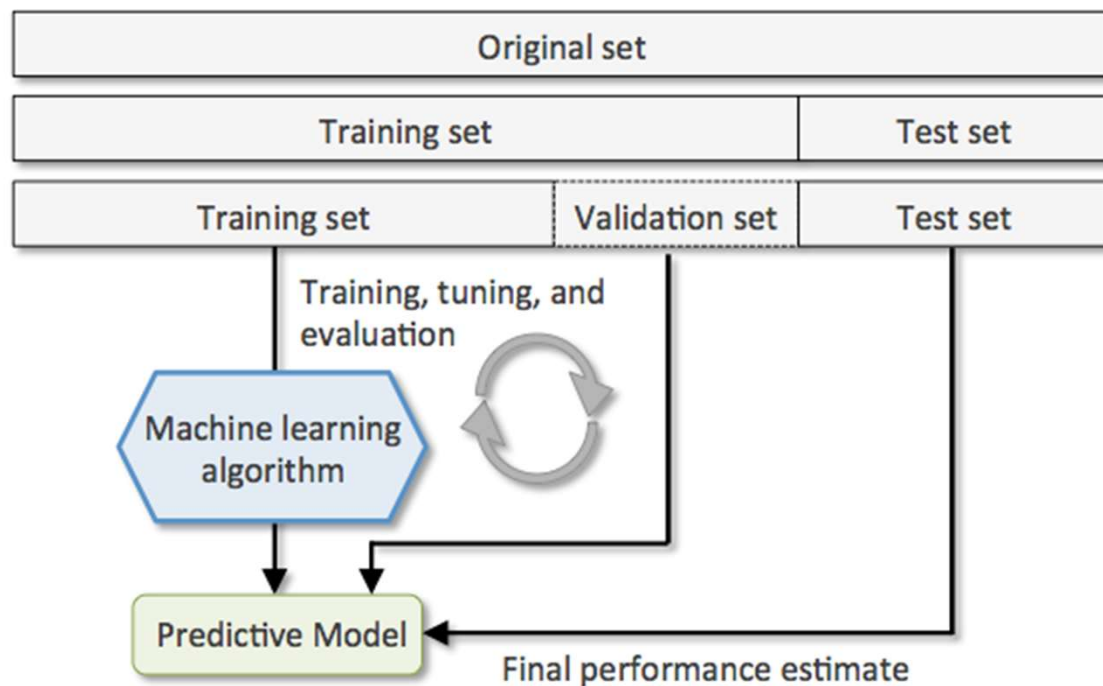 Original set
Training set
Test set
Training set
Validation set
Test set
Training, tuning, and
evaluation
Machine learning
algorithm
Predictive Model
Final performance estimate